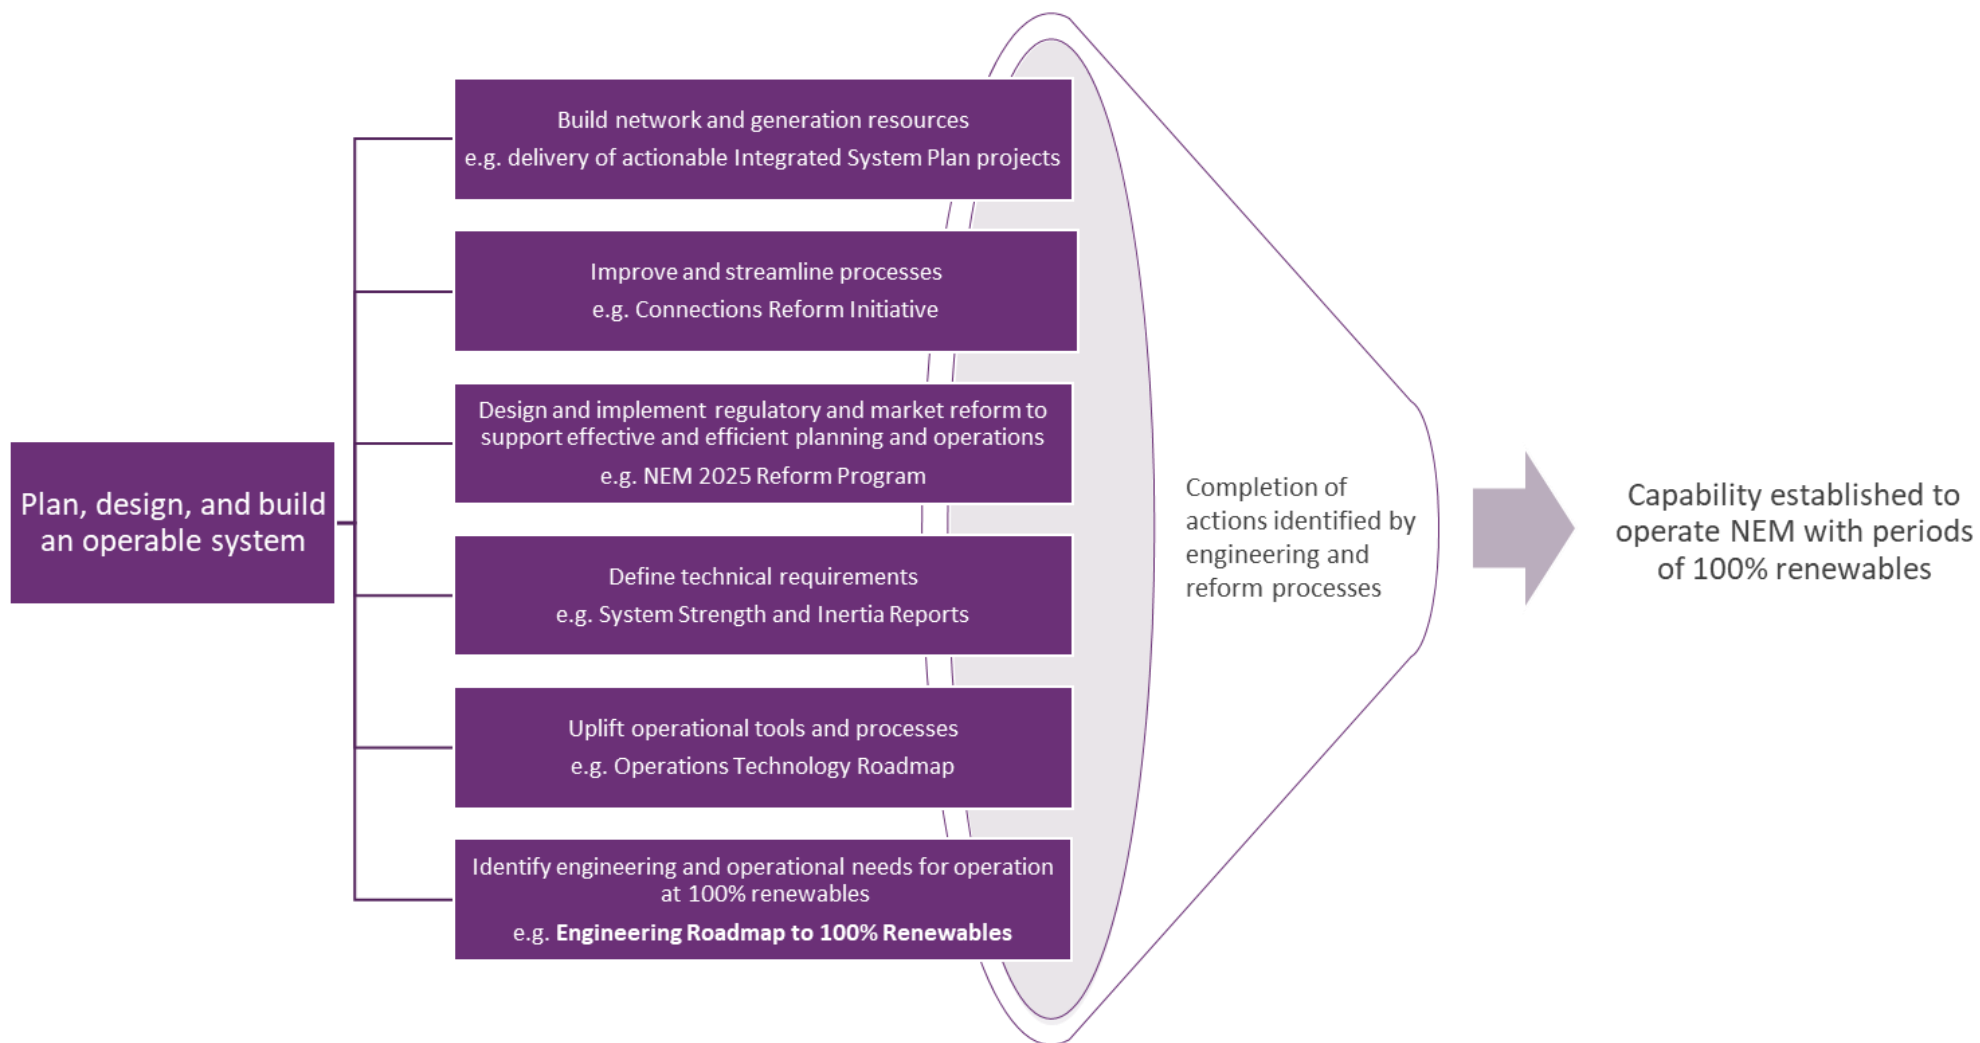 Build network and generation resources
e.g. delivery of actionable Integrated System Plan projects
Improve and streamline processes
e.g. Connections Reform Initiative
Design and implement regulatory and market reform to
support effective and efficient planning and operations
e.g. NEM 2025 Reform Program
Plan, design, and build
an operable system
Define technical requirements
e.g. System Strength and Inertia Reports
Uplift operational tools and processes
e.g. Operations Technology Roadmap
Identify engineering and operational needs for operation
at 100% renewables
e.g. Engineering Roadmap to 100% Renewables
Completion of
actions identified by
engineering and
reform processes
Capability established to
operate NEM with periods
of 100% renewables